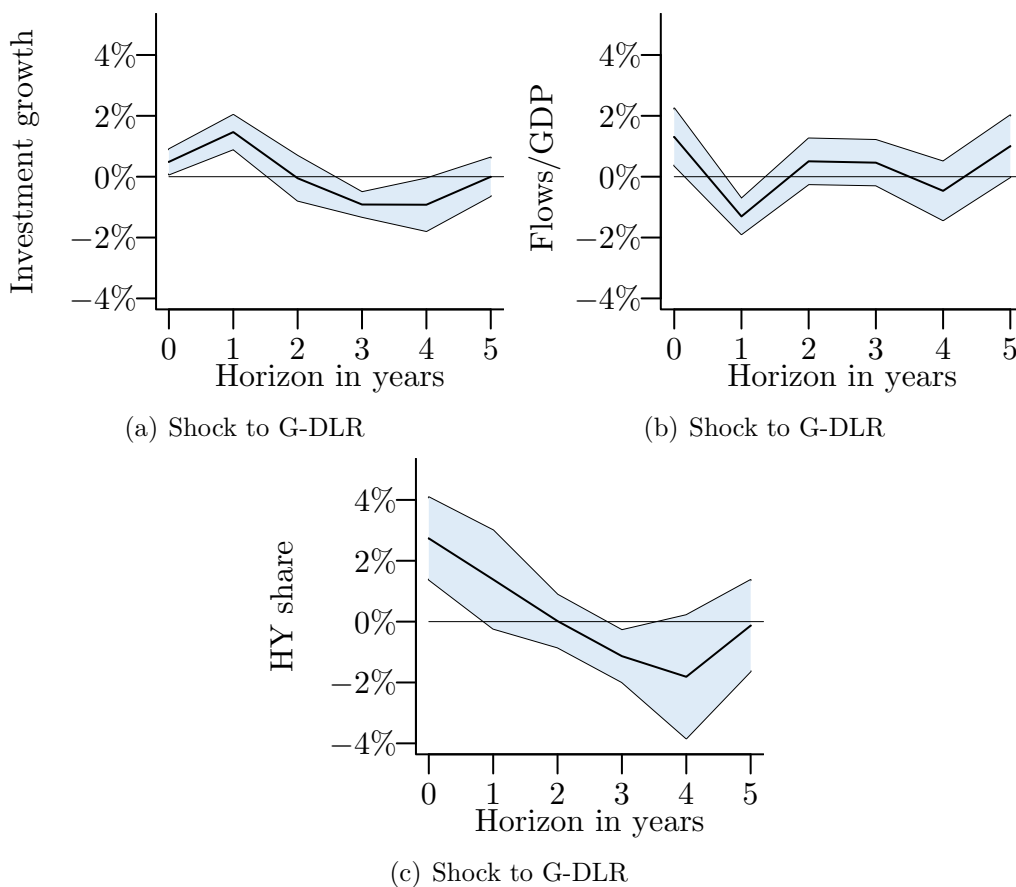 Investment growth
4%
2%
0%
−2%
−4%
0 1 2 3 4 5
Horizon in years
(a) Shock to G-DLR
Flows/GDP
4%
2%
0%
−2%
−4%
0 1 2 3 4 5
Horizon in years
(b) Shock to G-DLR
HY share
4%
2%
0%
−2%
−4%
0 1 2 3 4 5
Horizon in years
(c) Shock to G-DLR